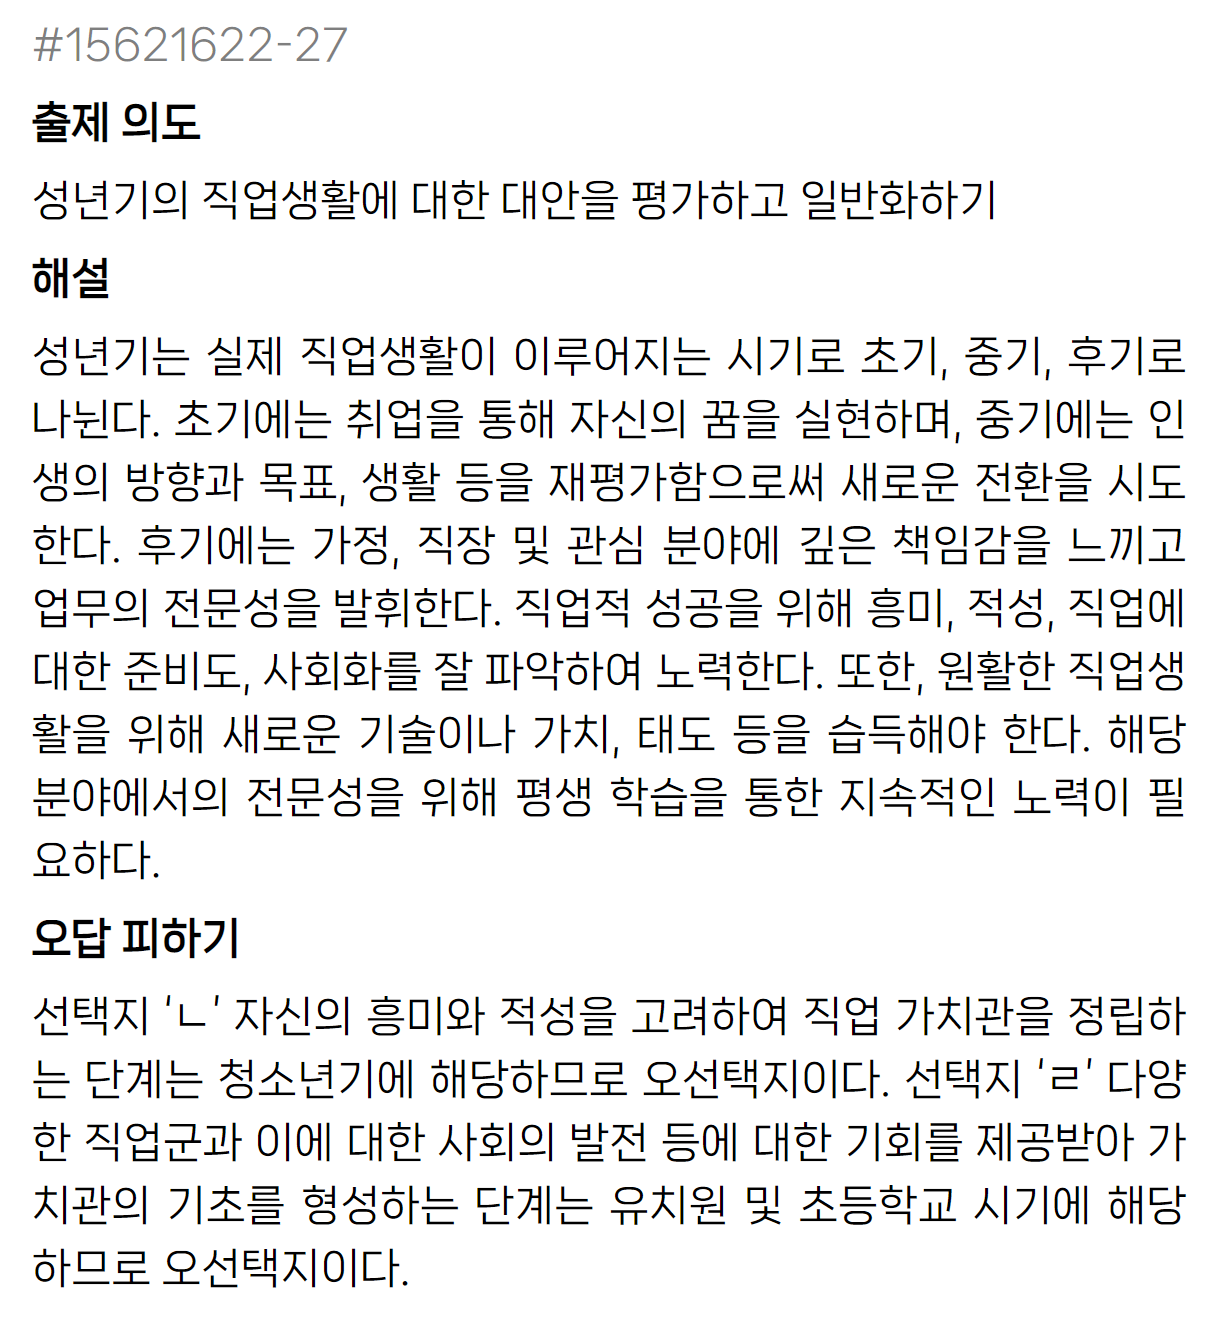 #15621622-27
출제 의도
성년기의 직업생활에 대한 대안을 평가하고 일반화하기
해설
성년기는 실제 직업생활이 이루어지는 시기로 초기, 중기, 후기로
나뉜다. 초기에는 취업을 통해 자신의 꿈을 실현하며, 중기에는 인
생의 방향과 목표, 생활 등을 재평가함으로써 새로운 전환을 시도
한다. 후기에는 가정, 직장 및 관심 분야에 깊은 책임감을 느끼고
업무의 전문성을 발휘한다. 직업적 성공을 위해 흥미, 적성, 직업에
대한 준비도, 사회화를 잘 파악하여 노력한다. 또한, 원활한 직업생
활을 위해 새로운 기술이나 가치, 태도 등을 습득해야 한다. 해당
분야에서의 전문성을 위해 평생 학습을 통한 지속적인 노력이 필
요하다.
오답 피하기
선택지 ‘ㄴ’ 자신의 흥미와 적성을 고려하여 직업 가치관을 정립하
는 단계는 청소년기에 해당하므로 오선택지이다. 선택지 ‘ㄹ’ 다양
한 직업군과 이에 대한 사회의 발전 등에 대한 기회를 제공받아 가
치관의 기초를 형성하는 단계는 유치원 및 초등학교 시기에 해당
하므로 오선택지이다.